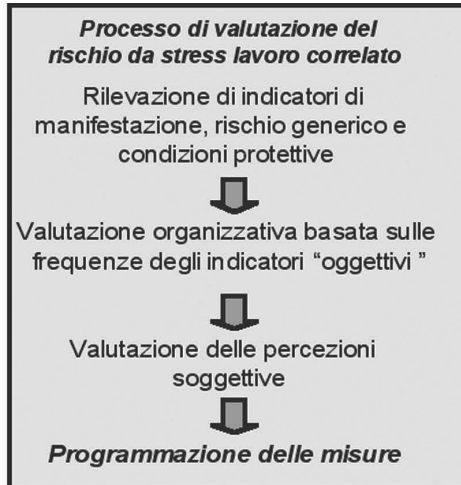 Processo di valutazione del
rischio da stress lavoro correlato
Rilevazione di indicatori di
manifestazione, rischio generico e
condizioni protettive
Valutazione organizzativa basata sulle
frequenze degli indicatori “oggettivi ”
Valutazione delle percezioni
soggettive
Programmazione delle misure